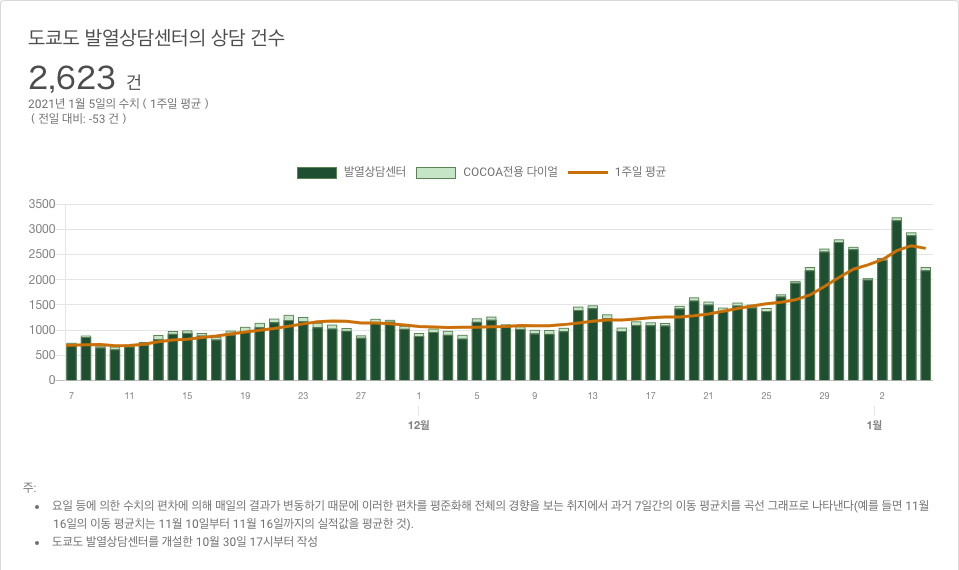 도쿄도 발열상담센터의 상담 건수
2,623 건
2021년 1월 5일의 수치 ( 1주일 평균 )
( 전일 대비: -53 건 )
발열상담센터 COCOA전용 다이얼 1주일 평균
3500
3000
2500
2000
1500
1000
500
0
7 11 15 19 23 27 1 5 9 13 17 21 25 29 2
12월 1월
주:
• 요일 등에 의한 수치의 편차에 의해 매일의 결과가 변동하기 때문에 이러한 편차를 평준화해 전체의 경향을 보는 취지에서 과거 7일간의 이동 평균치를 곡선 그래프로 나타낸다(예를 들면 11월
16일의 이동 평균치는 11월 10일부터 11월 16일까지의 실적값을 평균한 것).
• 도쿄도 발열상담센터를 개설한 10월 30일 17시부터 작성